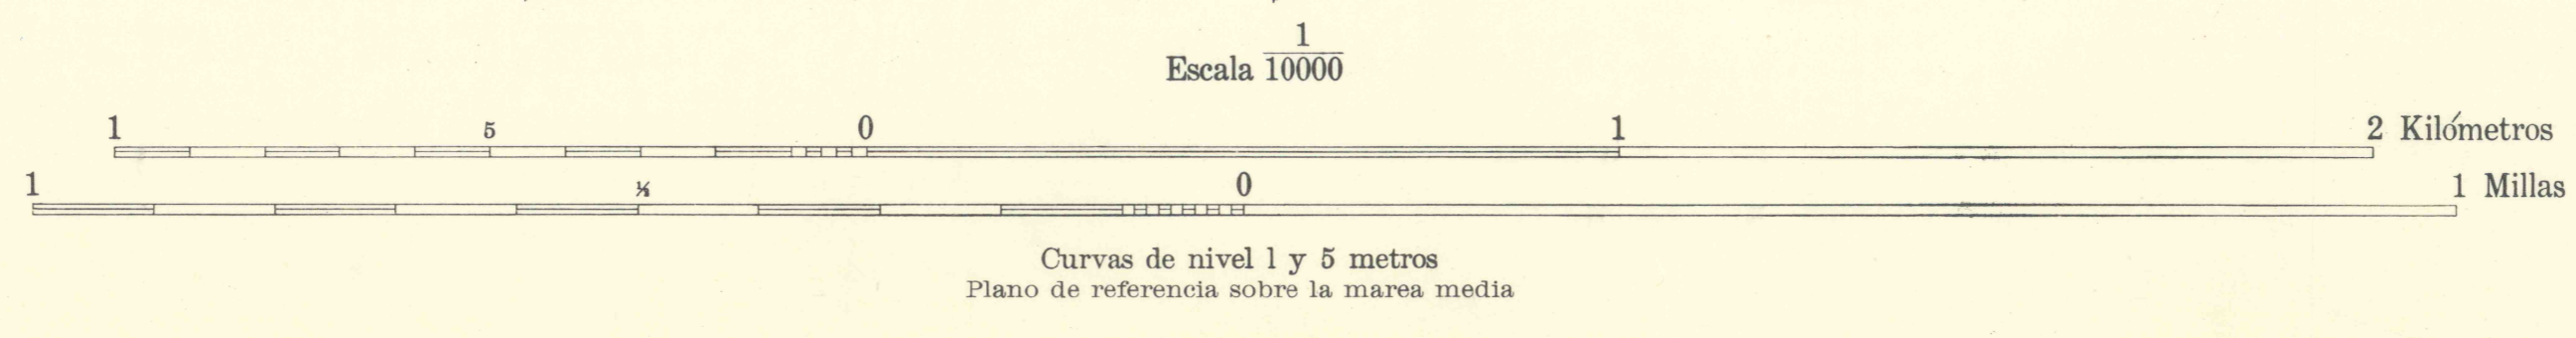 Escala 1/10000
1 5 0 1 2 Kilómetros
1 ½ 0 1 Millas
Curvas de nivel 1 y 5 metros
Plano de referencia sobre la marea media